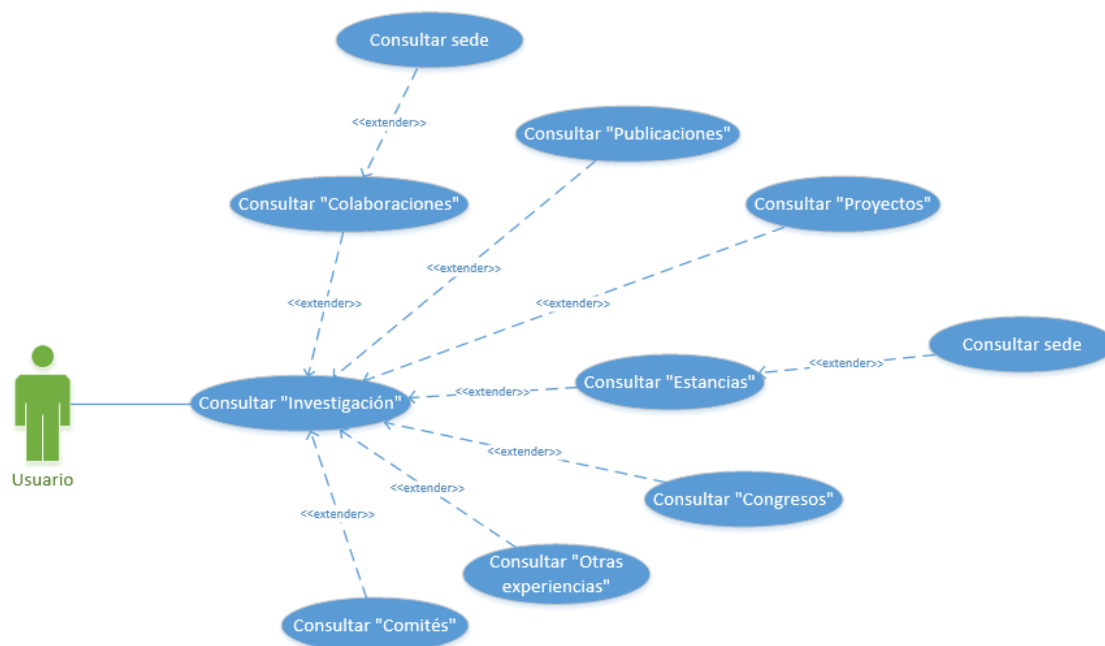 Consultar sede
<<extender>>
Consultar "Publicaciones"
Consultar "Colaboraciones"
Consultar "Proyectos"
<<extender>>
<<extender>>
<<extender>>
Consultar sede
<<extender>>
Consultar "Estancias"
<<extender>>
Consultar "Investigación"
Usuario
<<extender>>
<<extender>>
Consultar "Congresos"
<<extender>>
Consultar "Otras
experiencias"
Consultar "Comités"